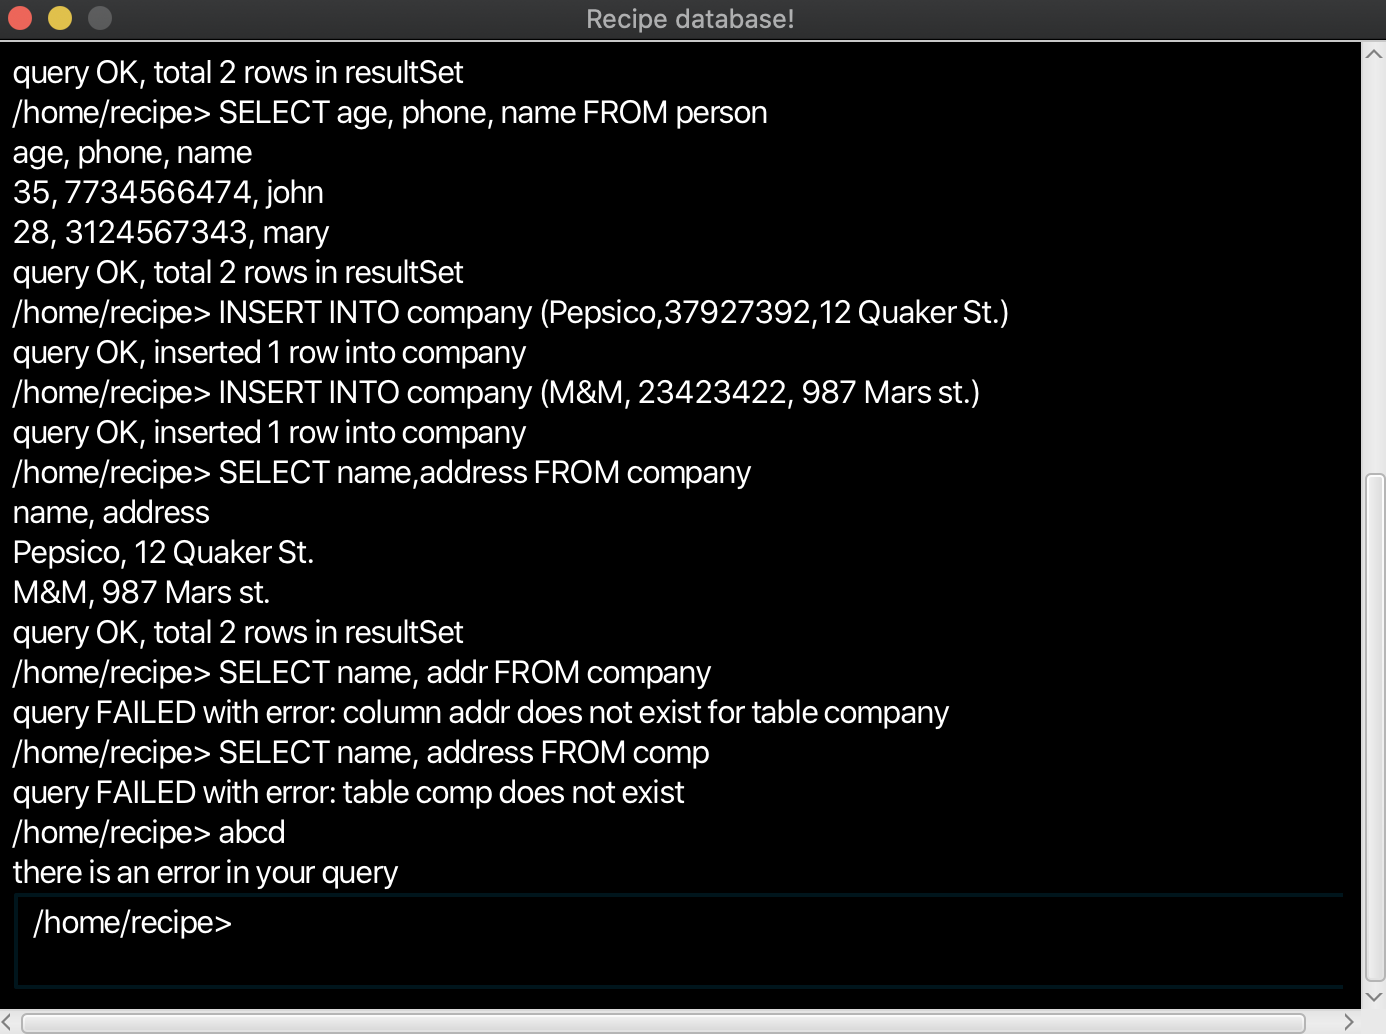 Recipe database!
query OK, total 2 rows in resultSet
/home/recipe> SELECT age, phone, name FROM person
age, phone, name
35, 7734566474, john
28, 3124567343, mary
query OK, total 2 rows in resultSet
/home/recipe> INSERT INTO company (Pepsico,37927392,12 Quaker St.)
query OK, inserted 1 row into company
/home/recipe> INSERT INTO company (M&M, 23423422, 987 Mars st.)
query OK, inserted 1 row into company
/home/recipe> SELECT name,address FROM company
name, address
Pepsico, 12 Quaker St.
M&M, 987 Mars st.
query OK, total 2 rows in resultSet
/home/recipe> SELECT name, addr FROM company
query FAILED with error: column addr does not exist for table company
/home/recipe> SELECT name, address FROM comp
query FAILED with error: table comp does not exist
/home/recipe> abcd
there is an error in your query
/home/recipe>